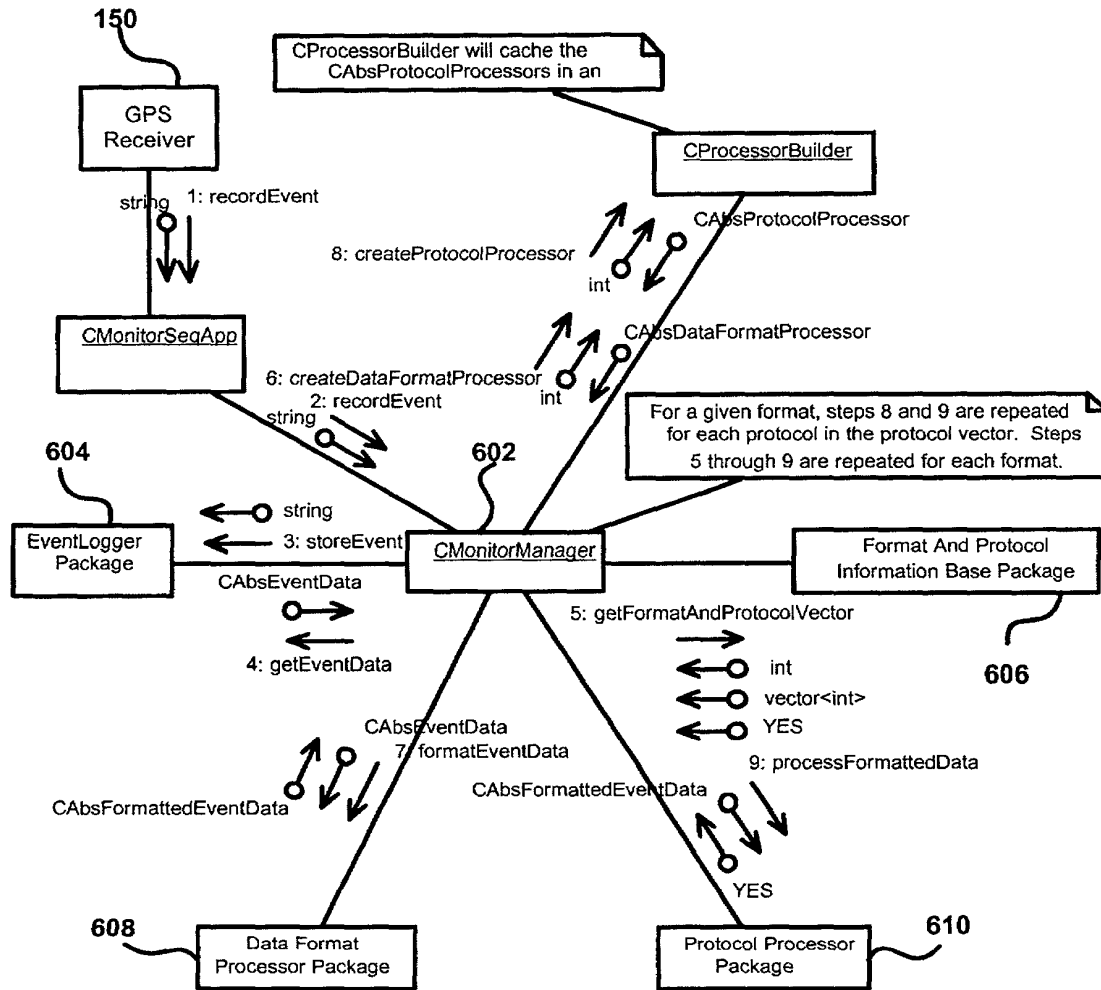 150
CProcessorBuilder will cache the
CAbsProtocolProcessors in an
GPS
Receiver
CProcessorBuilder
string
1: recordEvent
CAbsProtocolProcessor
8: createProtocolProcessor
int
CMonitorSeqApp
CAbsDataFormatProcessor
6: createDataFormatProcessor
int
2: recordEvent
string
For a given format, steps 8 and 9 are repeated
for each protocol in the protocol vector. Steps
5 through 9 are repeated for each format.
604
602
string
3: storeEvent
EventLogger
Package
CMonitorManager
Format And Protocol
Information Base Package
CAbsEventData
4: getEventData
5: getFormatAndProtocolVector
int
vector<int>
YES
606
CAbsEventData
7: formatEventData
CAbsFormattedEventData
9: processFormattedData
CAbsFormattedEventData
YES
608
Data Format
Processor Package
Protocol Processor
Package
610